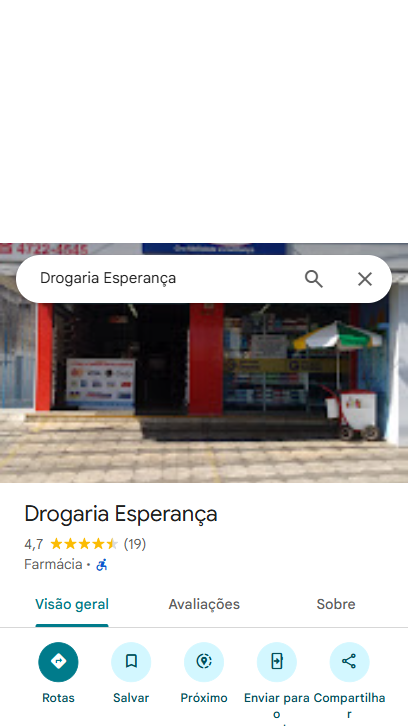 4722-4545
Drogaria Esperança
Drogaria Esperança
4,7 (19)
Farmácia •
Visão geral Avaliações Sobre
Rotas Salvar Próximo Enviar para o Compartilhar